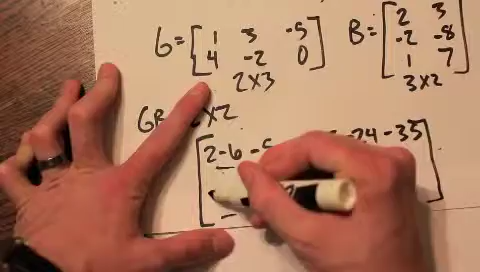 G = [ 1 3 -5 B = [ 2 3
4 -2 0 ] -2 -8
2x3 1 7 ]
3x2
GB x2
[ 2 -6 -5 -24 -35 ]